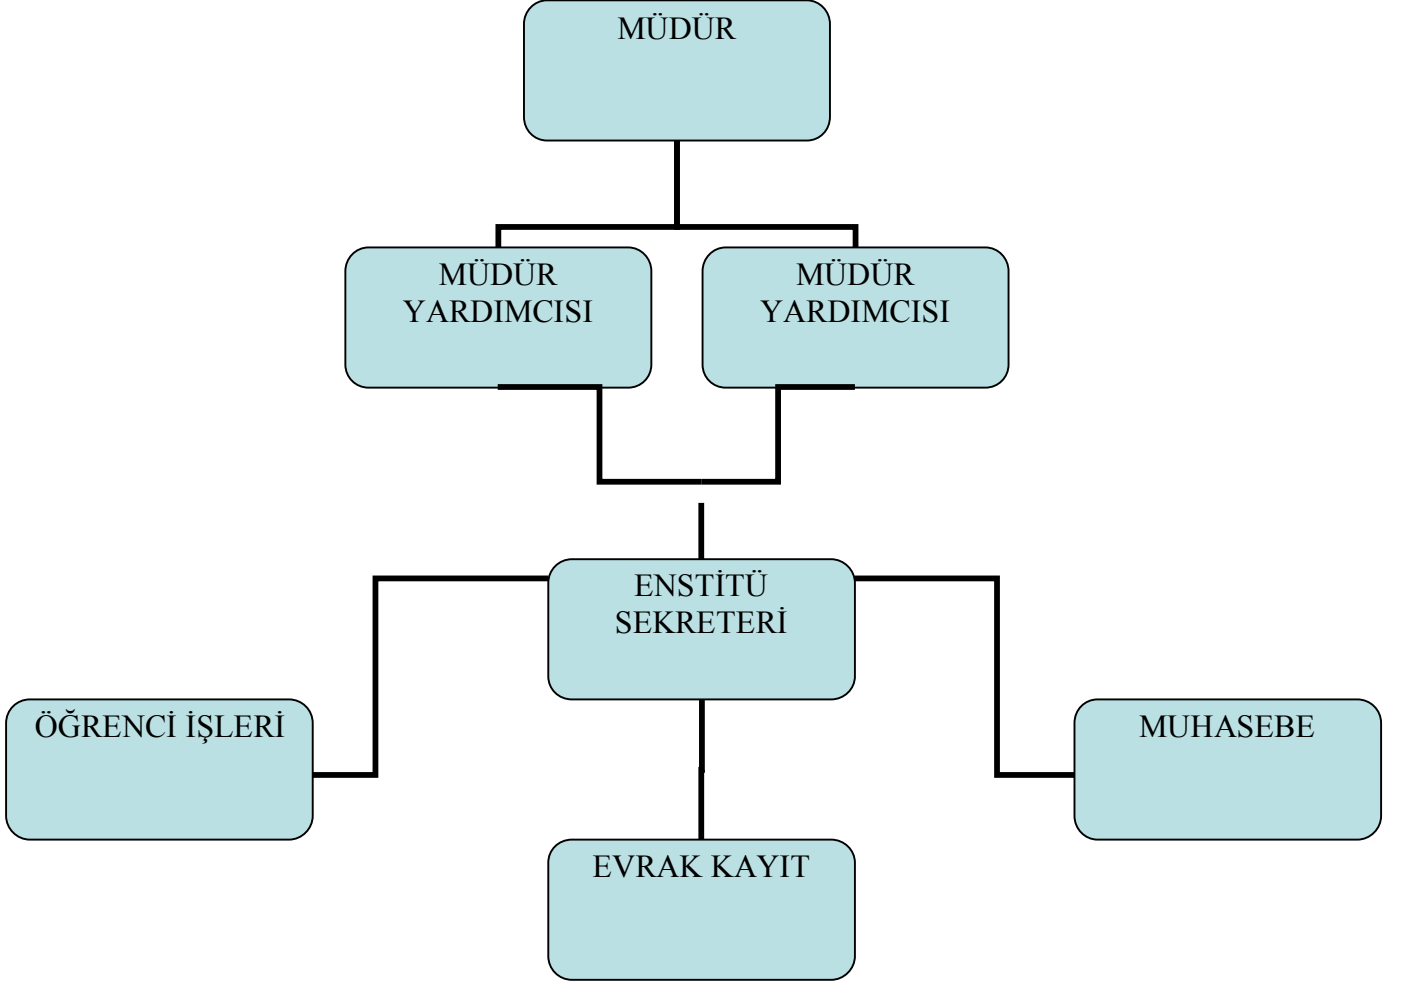 MÜDÜR
MÜDÜR
YARDIMCISI
MÜDÜR
YARDIMCISI
ENSTİTÜ
SEKRETERİ
ÖĞRENCİ İŞLERİ
MUHASEBE
EVRAK KAYIT